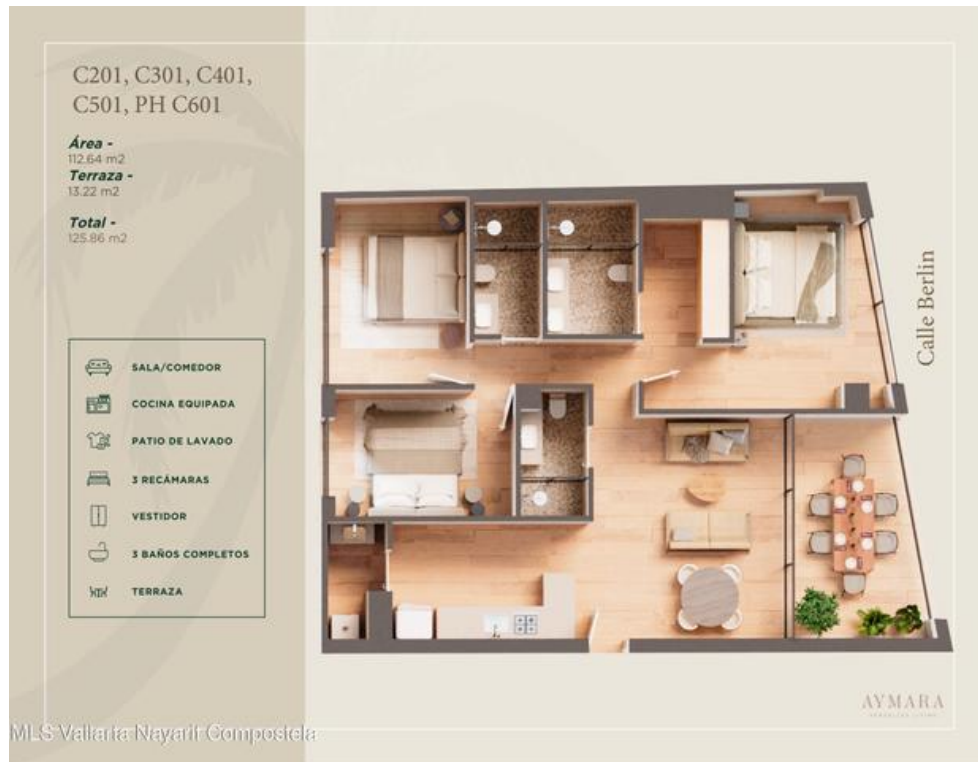 C201, C301, C401,
C501, PH C601
Área -
112.64 m2
Terraza -
13.22 m2
Total -
125.86 m2
SALA/COMEDOR
COCINA EQUIPADA
PATIO DE LAVADO
3 RECÁMARAS
VESTIDOR
3 BAÑOS COMPLETOS
TERRAZA
Calle Berlin
AYMARA
MLS Vallarta Nayarit Compostela